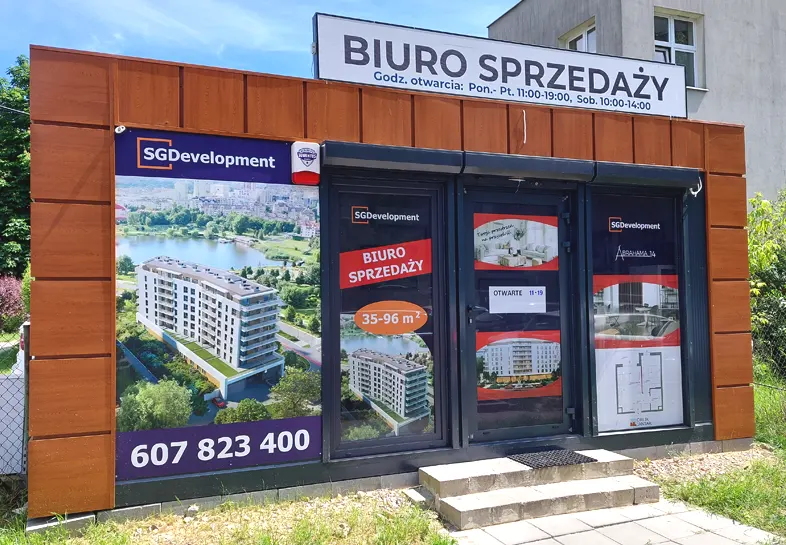 BIURO SPRZEDAŻY
Godz. otwarcia: Pon.- Pt. 11:00-19:00, Sob. 10:00-14:00
SGDevelopment
607 823 400
SGDevelopment
BIURO
SPRZEDAŻY
35-96 m²
OTWARTE 11-19
SGDevelopment
ABRAHAMA 14